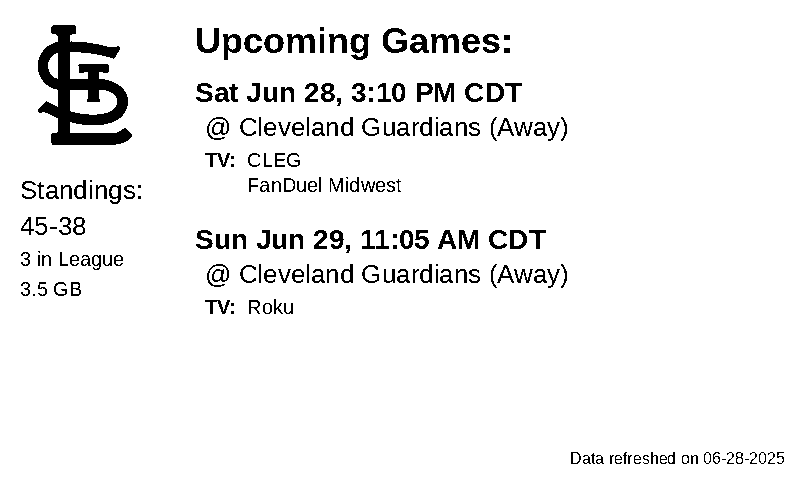 STL
Standings:
45-38
3 in League
3.5 GB
Upcoming Games:
Sat Jun 28, 3:10 PM CDT
@ Cleveland Guardians (Away)
TV: CLEG
FanDuel Midwest
Sun Jun 29, 11:05 AM CDT
@ Cleveland Guardians (Away)
TV: Roku
Data refreshed on 06-28-2025